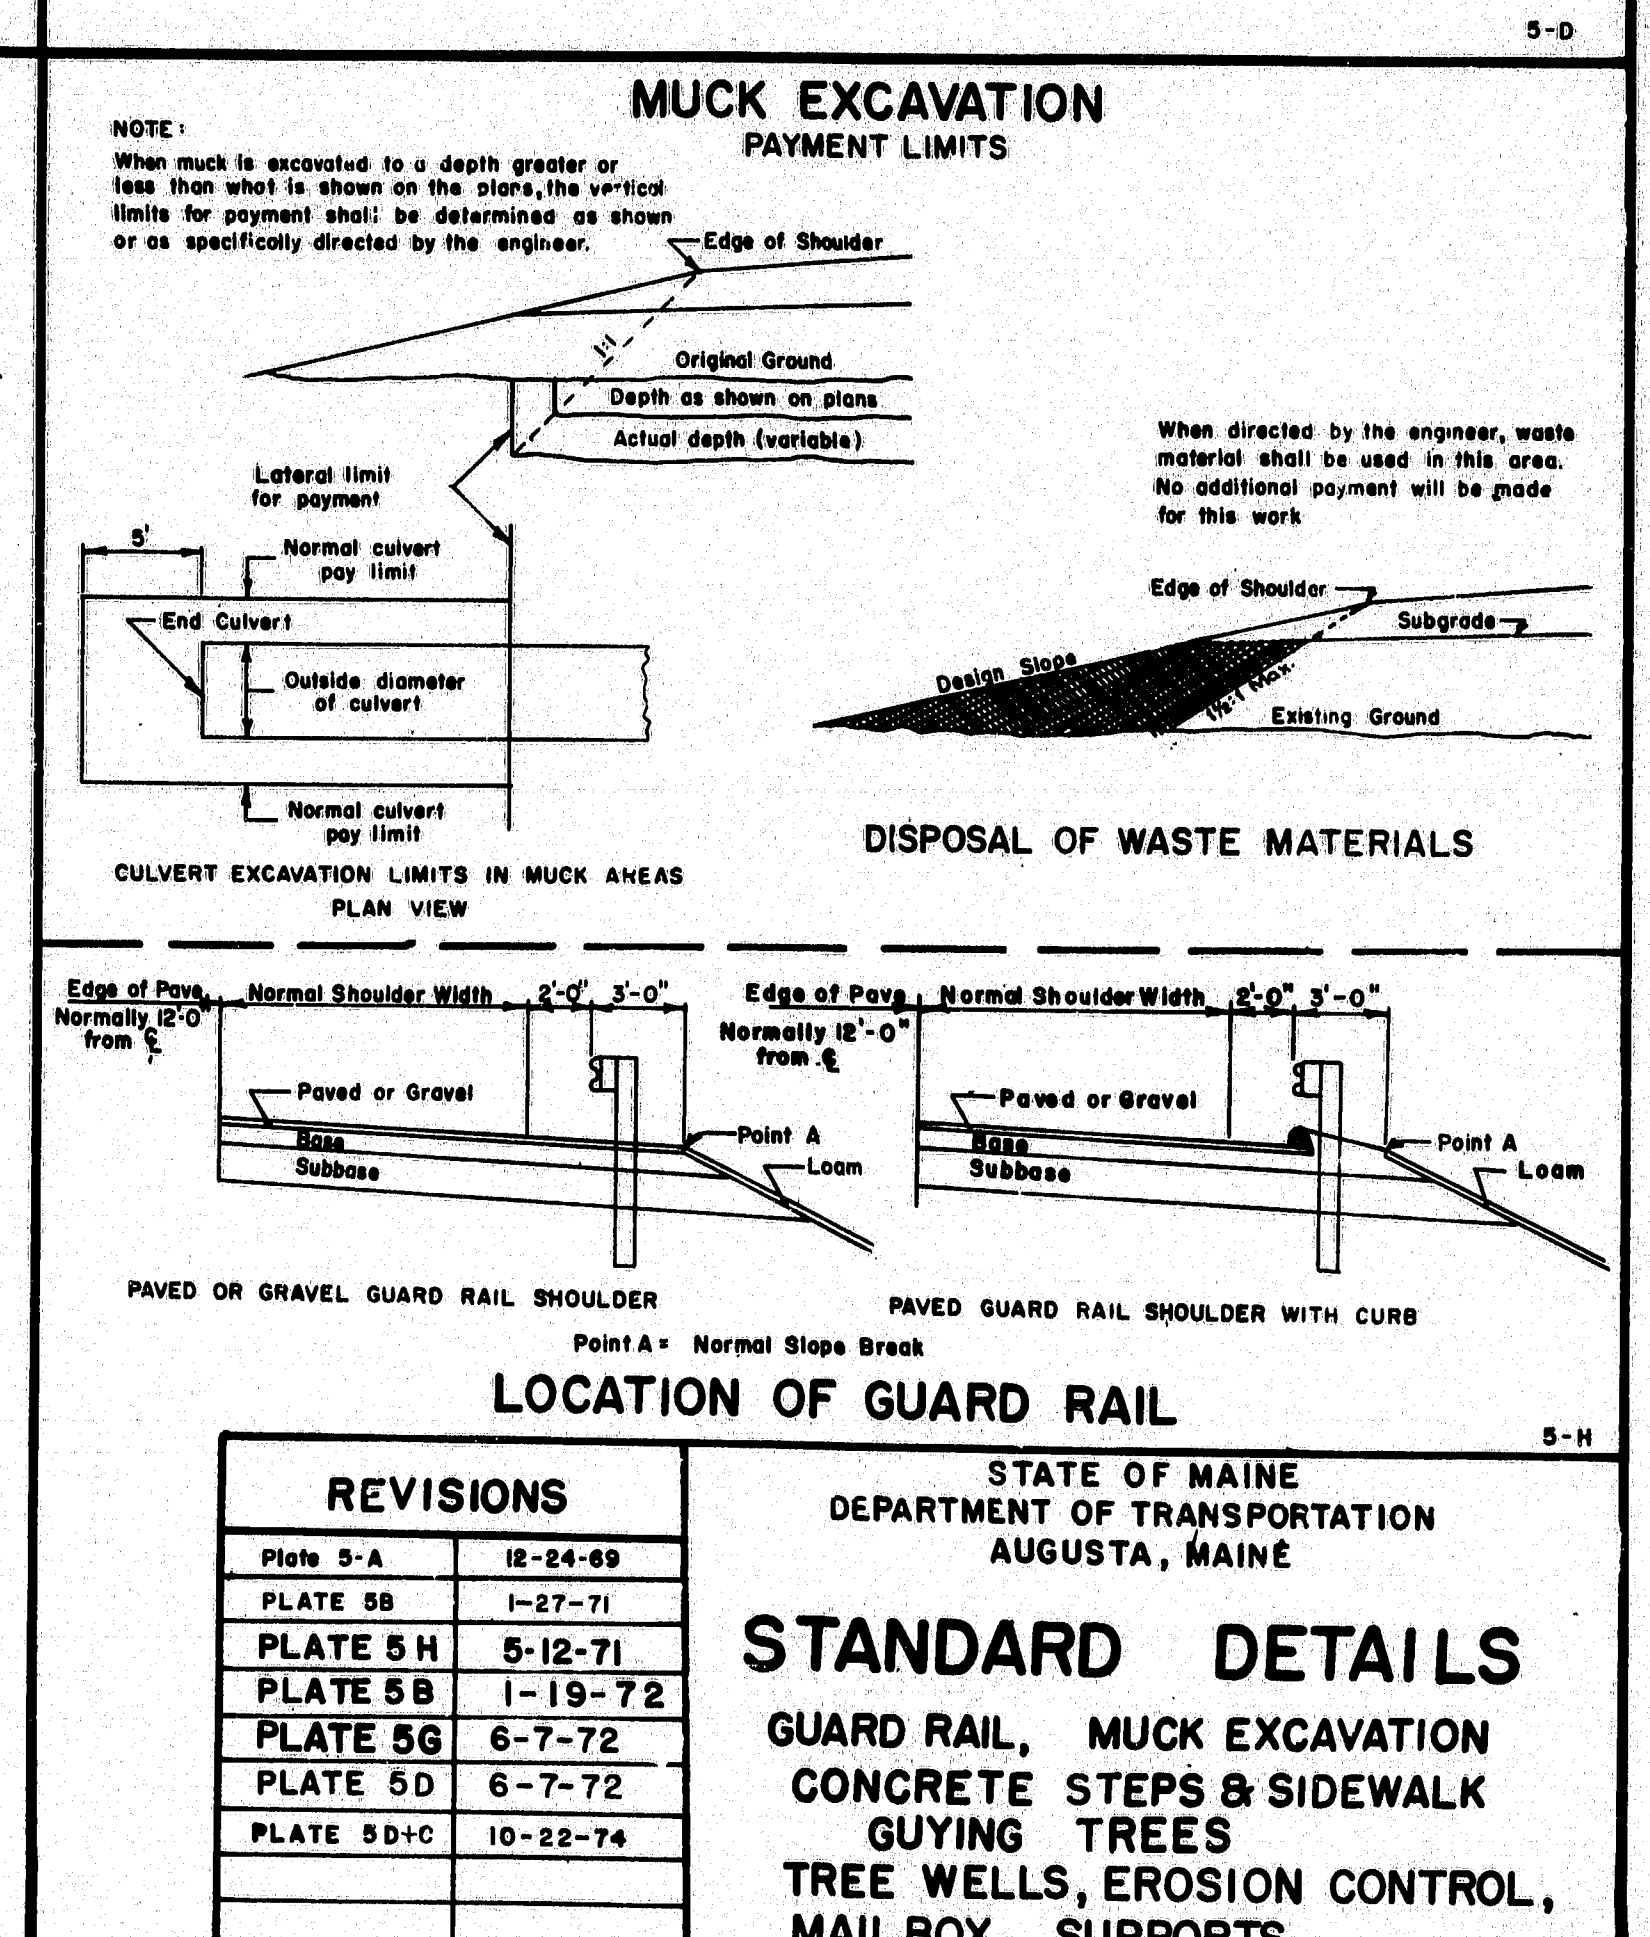 5-D
MUCK EXCAVATION
PAYMENT LIMITS
NOTE:
When muck is excavated to a depth greater or
less than what is shown on the plans, the vertical
limits for payment shall be determined as shown
or as specifically directed by the engineer.
Edge of Shoulder
1:1
Original Ground
Depth as shown on plans
Actual depth (variable)
Lateral limit
for payment
5'
Normal culvert
pay limit
End Culvert
Outside diameter
of culvert
Normal culvert
pay limit
CULVERT EXCAVATION LIMITS IN MUCK AREAS
PLAN VIEW
When directed by the engineer, waste
material shall be used in this area.
No additional payment will be made
for this work
Edge of Shoulder
Subgrade
Design Slope
1½:1 Max.
Existing Ground
DISPOSAL OF WASTE MATERIALS
Edge of Pave
Normally 12'-0"
from ℄
Normal Shoulder Width
2'-0"
3'-0"
Paved or Gravel
Base
Subbase
Point A
Loam
PAVED OR GRAVEL GUARD RAIL SHOULDER
Edge of Pave
Normally 12'-0"
from ℄
Normal Shoulder Width
2'-0"
3'-0"
Paved or Gravel
Base
Subbase
Point A
Loam
PAVED GUARD RAIL SHOULDER WITH CURB
Point A = Normal Slope Break
LOCATION OF GUARD RAIL
5-H
REVISIONS
Plate 5-A 12-24-69
PLATE 5B 1-27-71
PLATE 5H 5-12-71
PLATE 5B 1-19-72
PLATE 5G 6-7-72
PLATE 5D 6-7-72
PLATE 5D+C 10-22-74
STATE OF MAINE
DEPARTMENT OF TRANSPORTATION
AUGUSTA, MAINE
STANDARD DETAILS
GUARD RAIL, MUCK EXCAVATION
CONCRETE STEPS & SIDEWALK
GUYING TREES
TREE WELLS, EROSION CONTROL,
MAIL BOX SUPPORTS